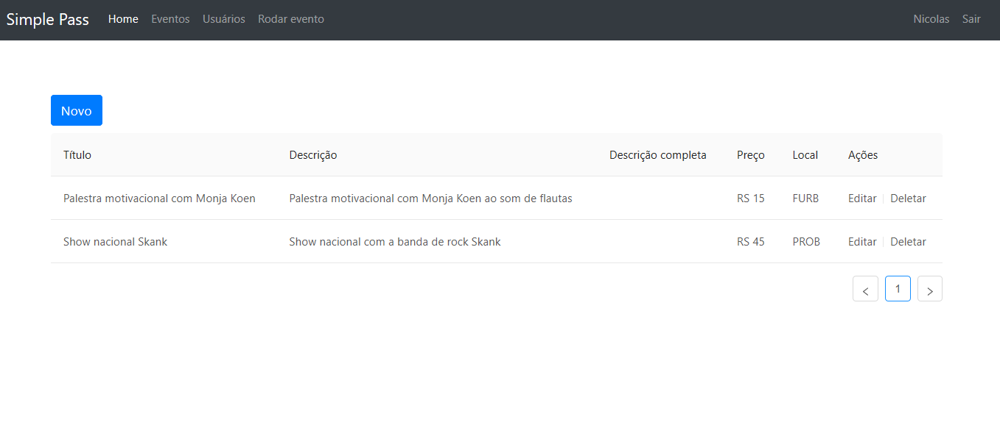 Simple Pass Home Eventos Usuários Rodar evento Nicolas Sair
Novo
Título Descrição Descrição completa Preço Local Ações
Palestra motivacional com Monja Koen Palestra motivacional com Monja Koen ao som de flautas RS 15 FURB Editar Deletar
Show nacional Skank Show nacional com a banda de rock Skank RS 45 PROB Editar Deletar
< 1 >